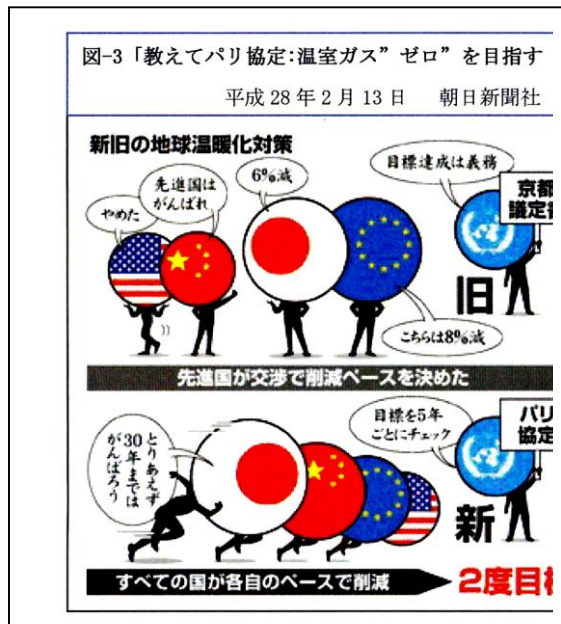 図-3「教えてパリ協定:温室ガス”ゼロ”を目指す
平成 28 年 2 月 13 日 朝日新聞社
新旧の地球温暖化対策
やめた
先進国は
がんばれ
6%減
目標達成は義務
京都
議定書
旧
こちらは8%減
先進国が交渉で削減ペースを決めた
とりあえず
30年までは
がんばろう
目標を5年
ごとにチェック
パリ
協定
新
すべての国が各自のペースで削減
2度目標